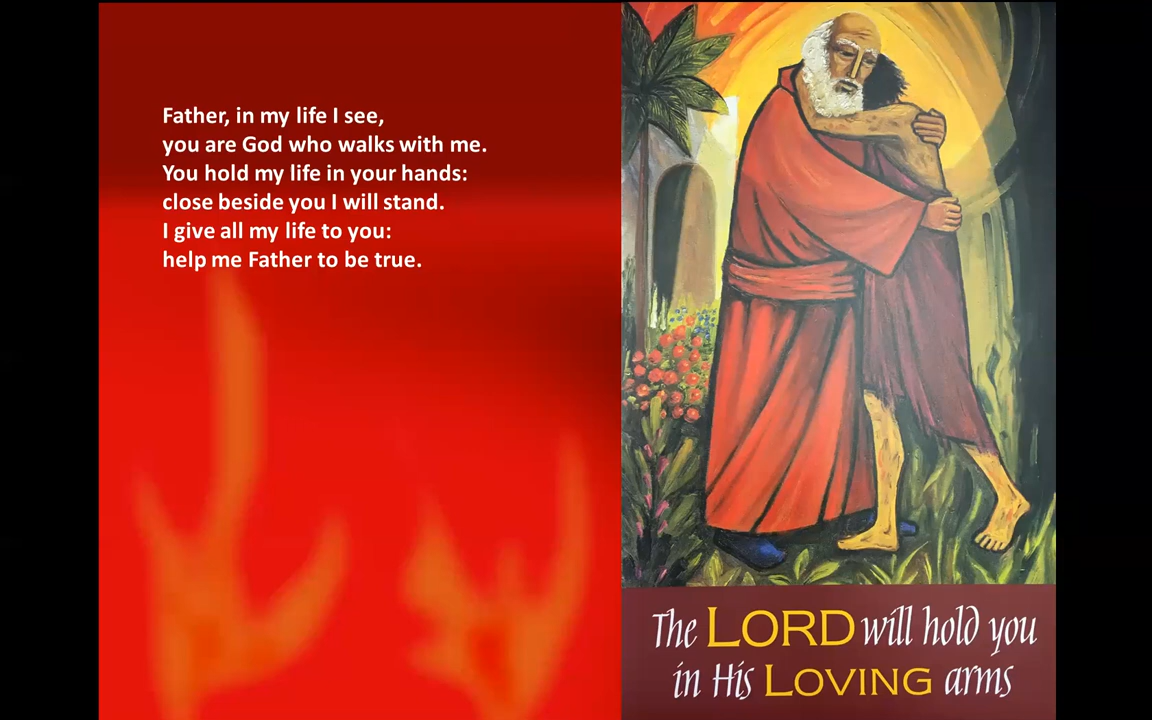 Father, in my life I see,
you are God who walks with me.
You hold my life in your hands:
close beside you I will stand.
I give all my life to you:
help me Father to be true.
The LORD will hold you
in His LOVING arms